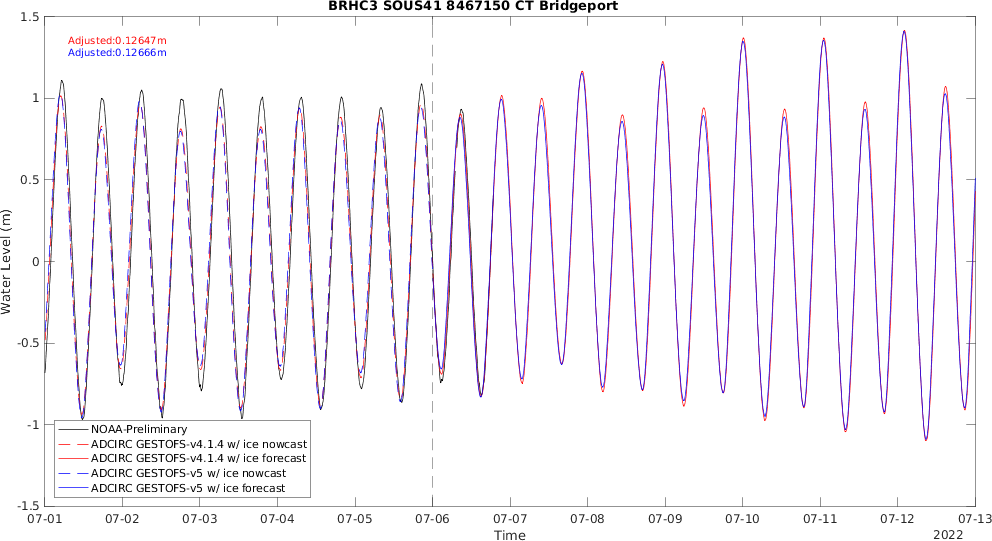 BRHC3 SOUS41 8467150 CT Bridgeport
Adjusted:0.12647m
Adjusted:0.12666m
1.5
1
0.5
0
-0.5
-1
-1.5
Water Level (m)
NOAA-Preliminary
ADCIRC GESTOFS-v4.1.4 w/ ice nowcast
ADCIRC GESTOFS-v4.1.4 w/ ice forecast
ADCIRC GESTOFS-v5 w/ ice nowcast
ADCIRC GESTOFS-v5 w/ ice forecast
07-01 07-02 07-03 07-04 07-05 07-06 07-07 07-08 07-09 07-10 07-11 07-12 07-13
Time
2022